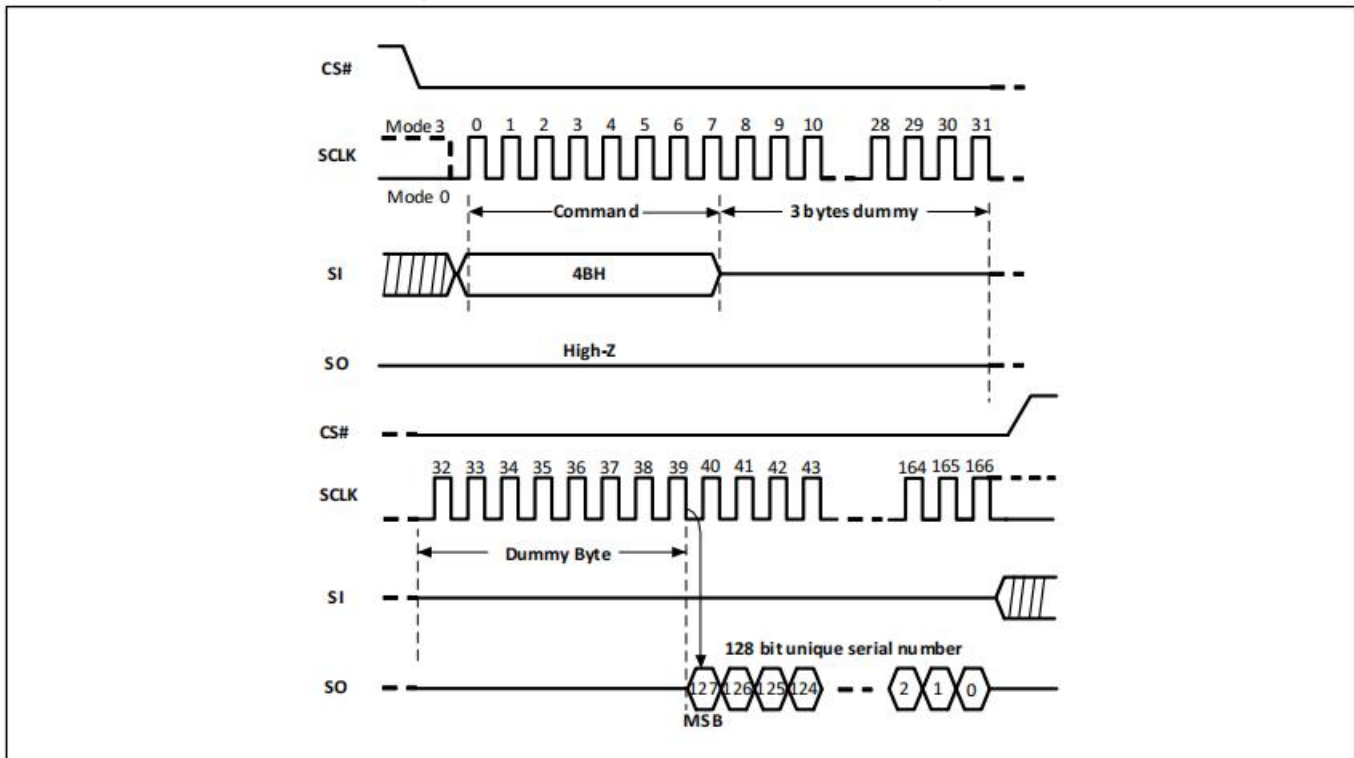 CS#
Mode 3 0 1 2 3 4 5 6 7 8 9 10 28 29 30 31
SCLK
Mode 0
Command 3 bytes dummy
SI 4BH
SO High-Z
CS#
32 33 34 35 36 37 38 39 40 41 42 43 164 165 166
SCLK
Dummy Byte
SI
128 bit unique serial number
SO 127 126 125 124 2 1 0
MSB